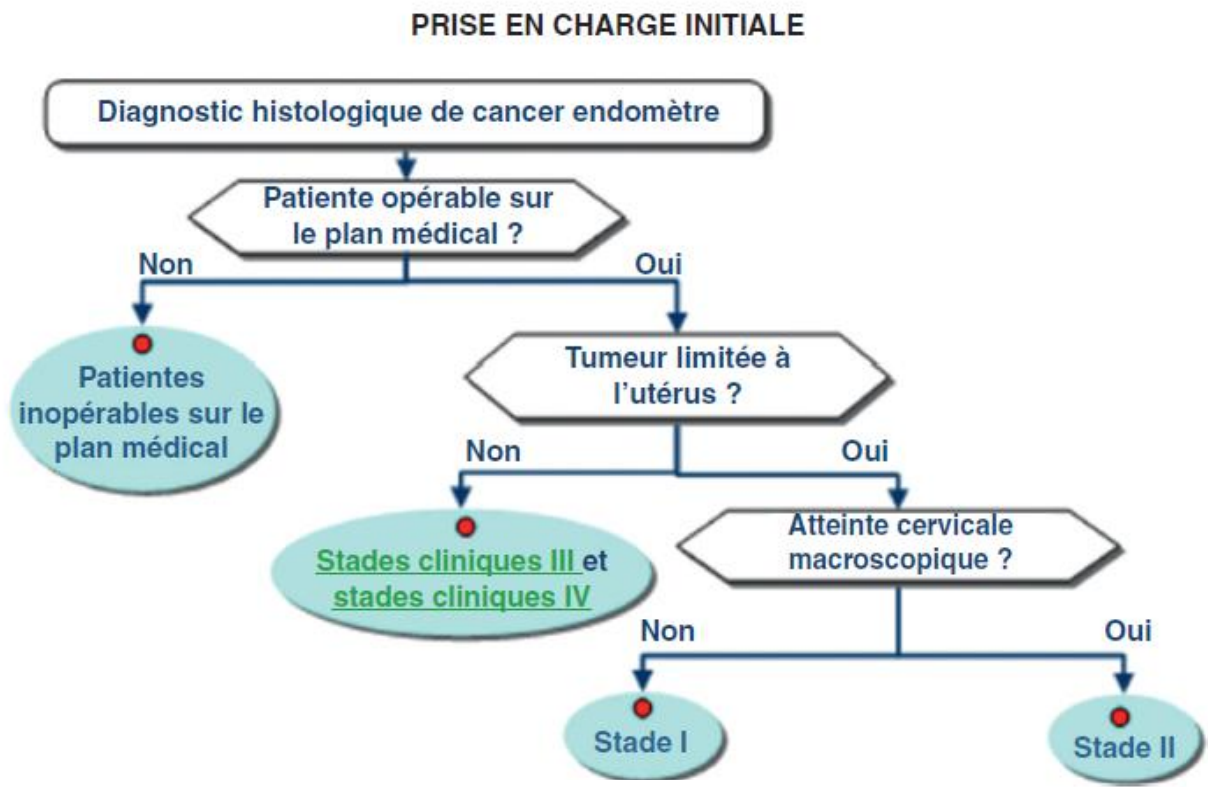 PRISE EN CHARGE INITIALE
Diagnostic histologique de cancer endomètre
Patiente opérable sur
le plan médical ?
Non
Oui
Patientes
inopérables sur le
plan médical
Tumeur limitée à
l'utérus ?
Non
Oui
Stades cliniques III et
stades cliniques IV
Atteinte cervicale
macroscopique ?
Non
Oui
Stade I
Stade II